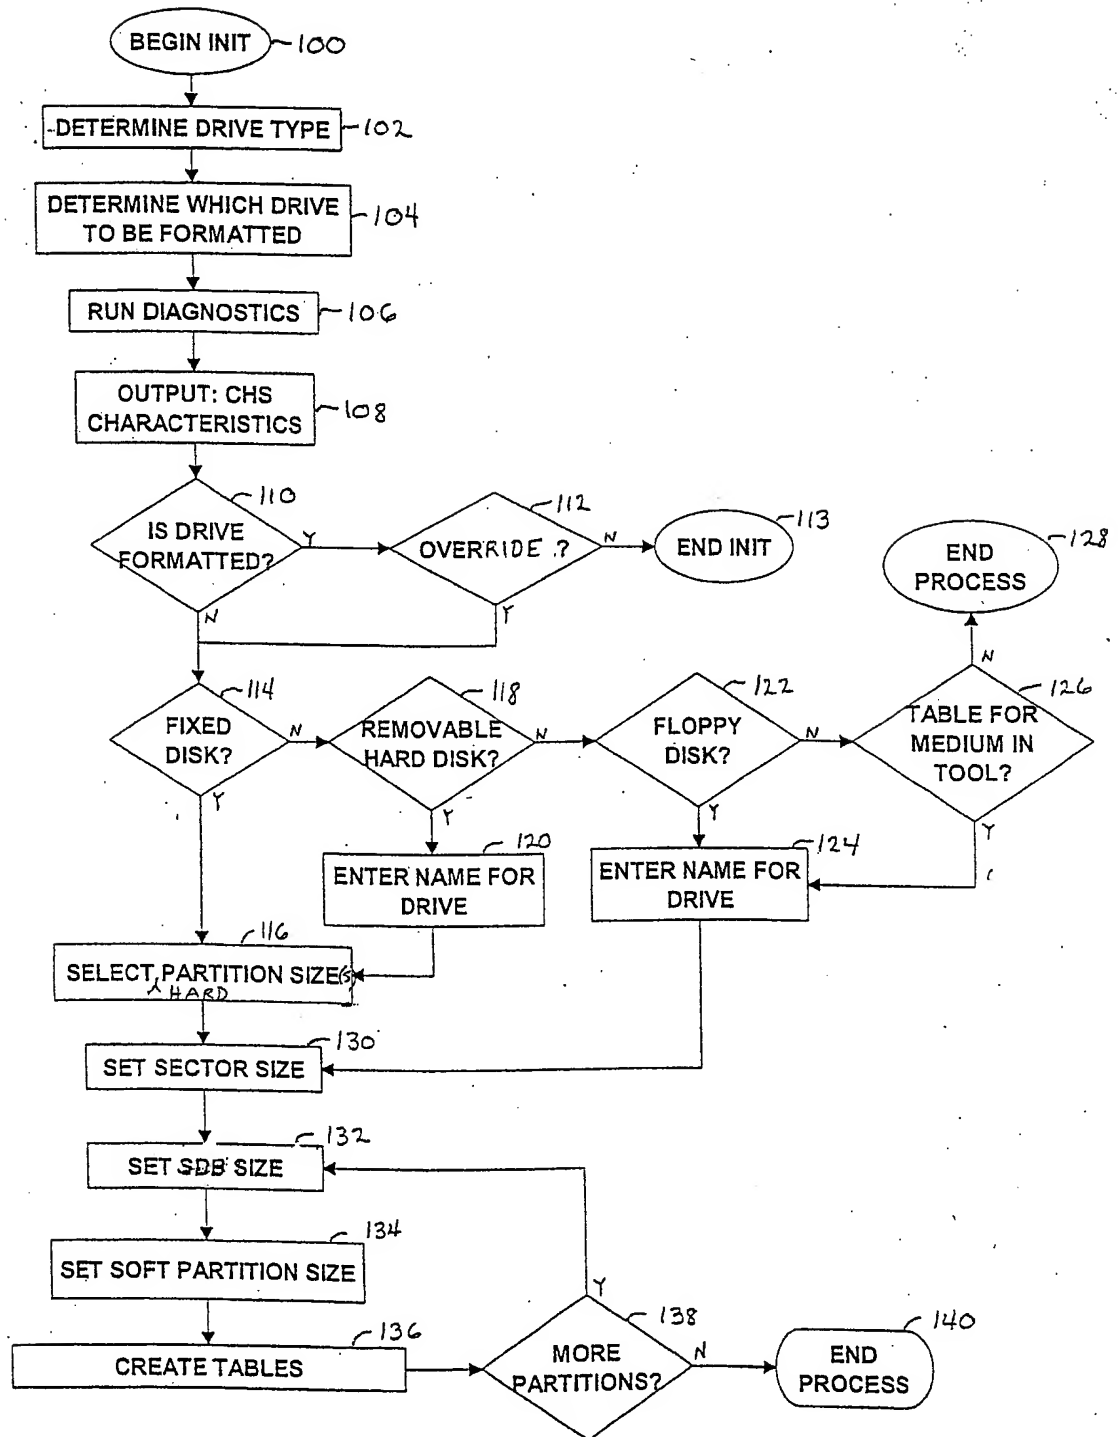 BEGIN INIT
100
DETERMINE DRIVE TYPE
102
DETERMINE WHICH DRIVE
TO BE FORMATTED
104
RUN DIAGNOSTICS
106
OUTPUT: CHS
CHARACTERISTICS
108
110
IS DRIVE
FORMATTED?
Y
N
112
OVERRIDE ?
N
Y
113
END INIT
128
END
PROCESS
N
114
FIXED
DISK?
N
Y
118
REMOVABLE
HARD DISK?
N
Y
122
FLOPPY
DISK?
N
Y
126
TABLE FOR
MEDIUM IN
TOOL?
Y
120
ENTER NAME FOR
DRIVE
124
ENTER NAME FOR
DRIVE
116
SELECT PARTITION SIZE(S)
HARD
130
SET SECTOR SIZE
132
SET SDB SIZE
134
SET SOFT PARTITION SIZE
136
CREATE TABLES
Y
138
MORE
PARTITIONS?
N
140
END
PROCESS